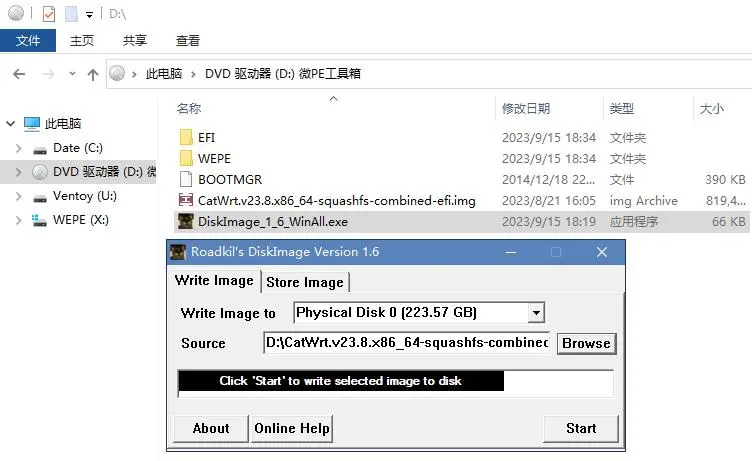 D:\
文件 主页 共享 查看
此电脑 DVD 驱动器 (D:) 微PE工具箱
名称 修改日期 类型 大小
此电脑
Date (C:)
DVD 驱动器 (D:) 微
Ventoy (U:)
WEPE (X:)
EFI 2023/9/15 18:34 文件夹
WEPE 2023/9/15 18:34 文件夹
BOOTMGR 2014/12/18 22... 文件 390 KB
CatWrt.v23.8.x86_64-squashfs-combined-efi.img 2023/8/21 16:05 img Archive 819,4...
DiskImage_1_6_WinAll.exe 2023/9/15 18:19 应用程序 66 KB
Roadkil's DiskImage Version 1.6
Write Image Store Image
Write Image to Physical Disk 0 (223.57 GB)
Source D:\CatWrt.v23.8.x86_64-squashfs-combined Browse
Click 'Start' to write selected image to disk
About Online Help Start